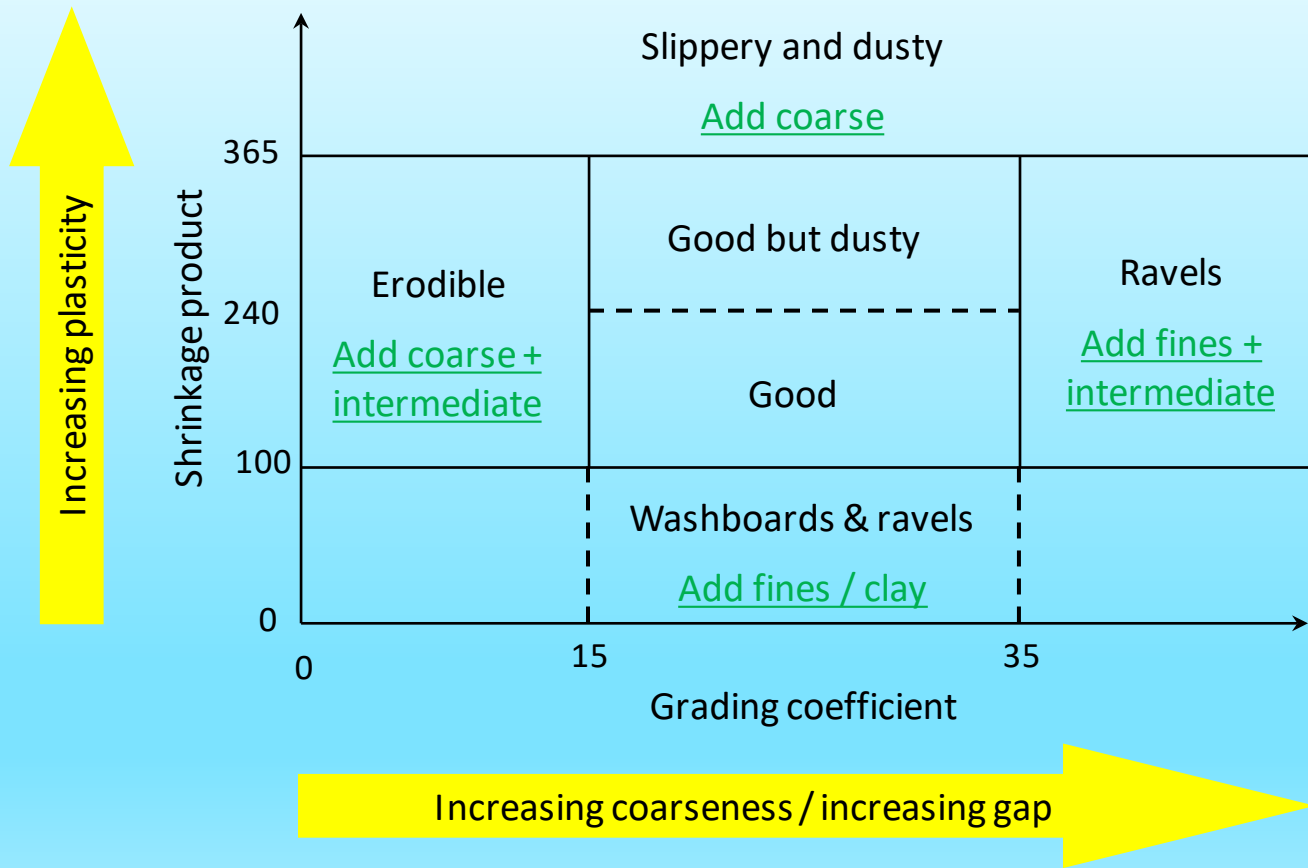 Slippery and dusty
Add coarse
365
Good but dusty
Erodible
Ravels
240
Add coarse +
intermediate
Add fines +
intermediate
Good
100
Washboards & ravels
Add fines / clay
0
0
15
35
Grading coefficient
Shrinkage product
Increasing plasticity
Increasing coarseness / increasing gap